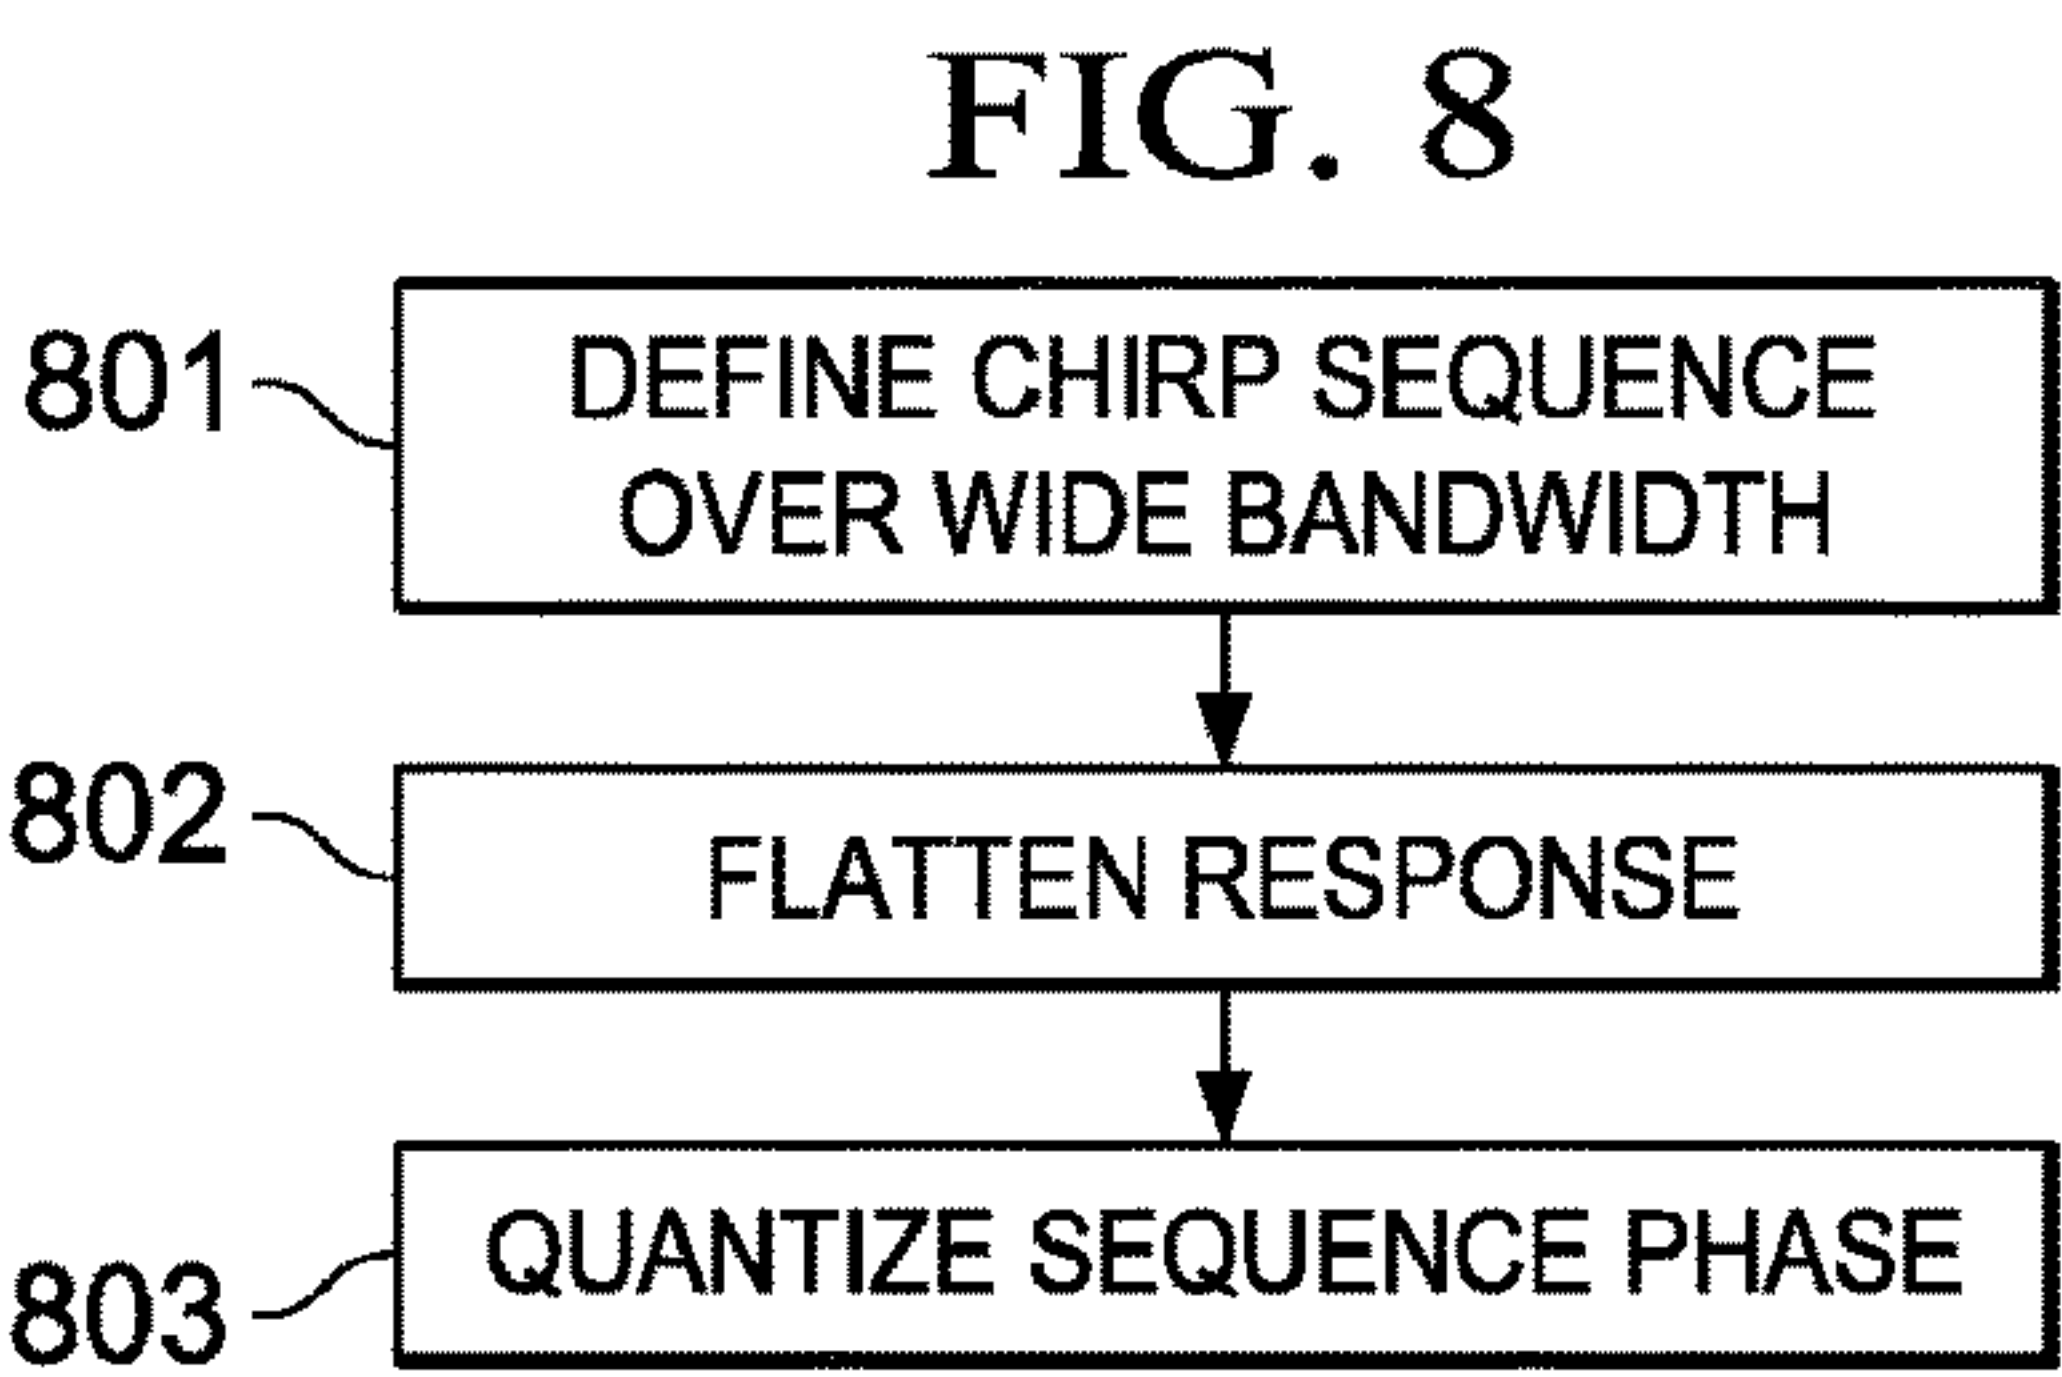 FIG. 8
801
DEFINE CHIRP SEQUENCE
OVER WIDE BANDWIDTH
802
FLATTEN RESPONSE
803
QUANTIZE SEQUENCE PHASE